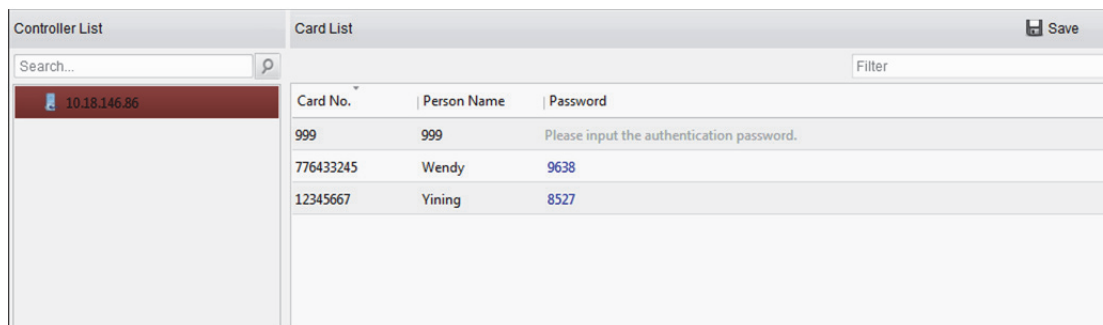 Controller List
Card List
Save
Search...
Filter
10.18.146.86
Card No. Person Name Password
999 999 Please input the authentication password.
776433245 Wendy 9638
12345667 Yining 8527